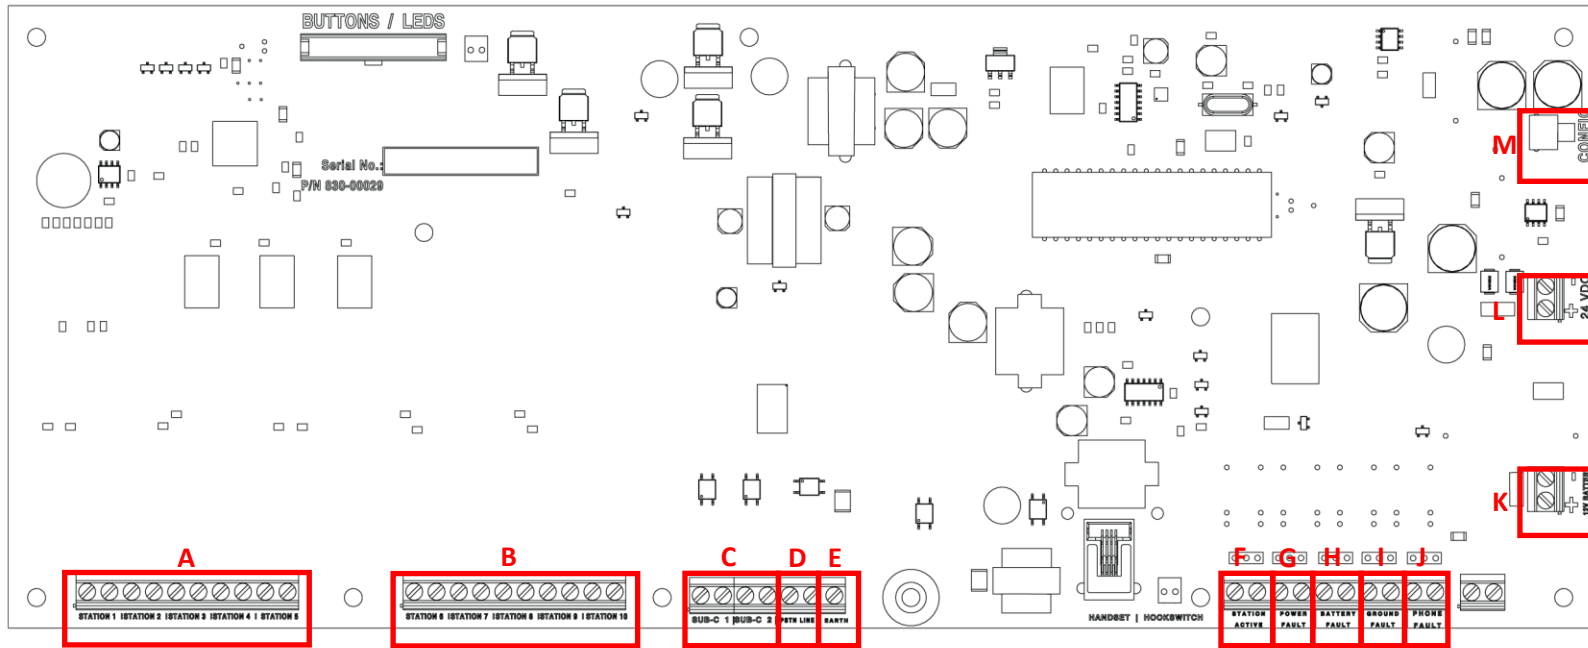 BUTTONS / LEDS
Serial No.:
P/N 830-00029
M
CONFIG
L
24 VDC
- +
K
12V BATTERY
- +
A
B
C
D
E
F
G
H
I
J
STATION 1 | STATION 2 | STATION 3 | STATION 4 | STATION 5
STATION 6 | STATION 7 | STATION 8 | STATION 9 | STATION 10
SUB-C 1 | SUB-C 2 | PSTN LINE
EARTH
HANDSET | HOOKSWITCH
STATION ACTIVE
POWER FAULT
BATTERY FAULT
GROUND FAULT
PHONE FAULT